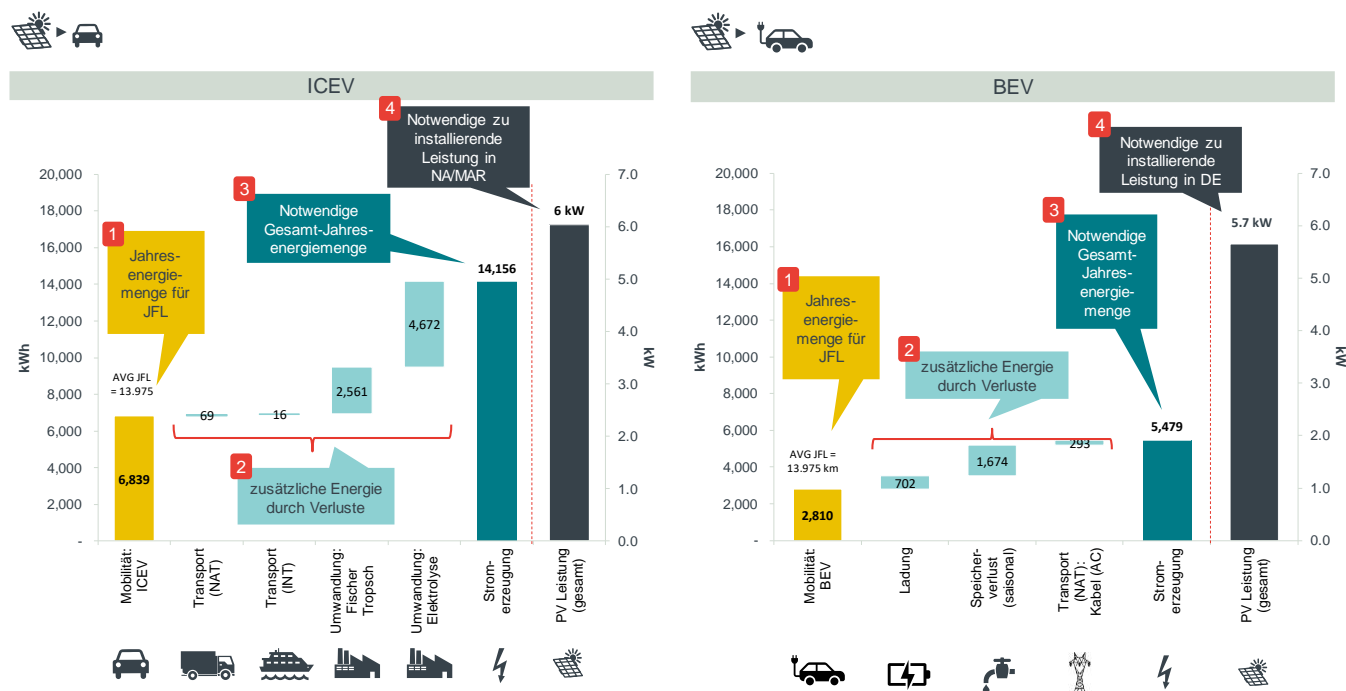 ICEV
4
Notwendige zu
installierende
Leistung in
NA/MAR
20,000
18,000
16,000
14,000
12,000
10,000
8,000
6,000
4,000
2,000
-
kWh
7.0
6.0
5.0
4.0
3.0
2.0
1.0
0.0
kW
1
Jahres-
energie-
menge für
JFL
3
Notwendige
Gesamt-Jahres-
energiemenge
6 kW
14,156
4,672
2,561
AVG JFL
= 13.975
69
16
6,839
2
zusätzliche Energie
durch Verluste
Mobilität:
ICEV
Transport
(NAT)
Transport
(INT)
Umwandlung:
Fischer
Tropsch
Umwandlung:
Elektrolyse
Strom-
erzeugung
PV Leistung
(gesamt)
BEV
4
Notwendige zu
installierende
Leistung in DE
20,000
18,000
16,000
14,000
12,000
10,000
8,000
6,000
4,000
2,000
-
kWh
7.0
6.0
5.0
4.0
3.0
2.0
1.0
0.0
kW
3
Notwendige
Gesamt-
Jahres-
energie-
menge
5.7 kW
1
Jahres-
energie-
menge für
JFL
2
zusätzliche Energie
durch Verluste
5,479
AVG JFL =
13.975 km
293
1,674
702
2,810
Mobilität:
BEV
Ladung
Speicher-
verlust
(saisonal)
Transport
(NAT):
Kabel (AC)
Strom-
erzeugung
PV Leistung
(gesamt)